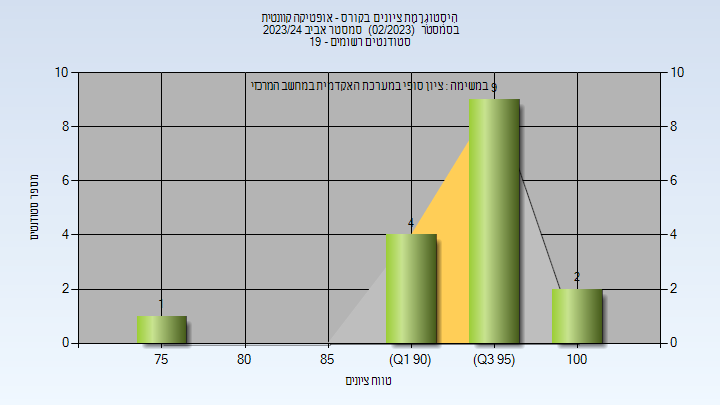 היסטוגרמת ציונים בקורס - אופטיקה קוונטית
בסמסטר (02/2023) סמסטר אביב 2023/24
סטודנטים רשומים - 19
במשימה : ציון סופי במערכת האקדמית במחשב המרכזי
10 10
8 8
6 6
4 4
2 2
0 0
1 4 9 2
מספר סטודנטים
75 80 85 (Q1 90) (Q3 95) 100
טווח ציונים